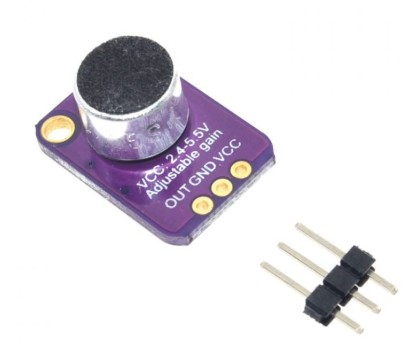 VCC: 2.4-5.5V
Adjustable gain
OUT GND VCC